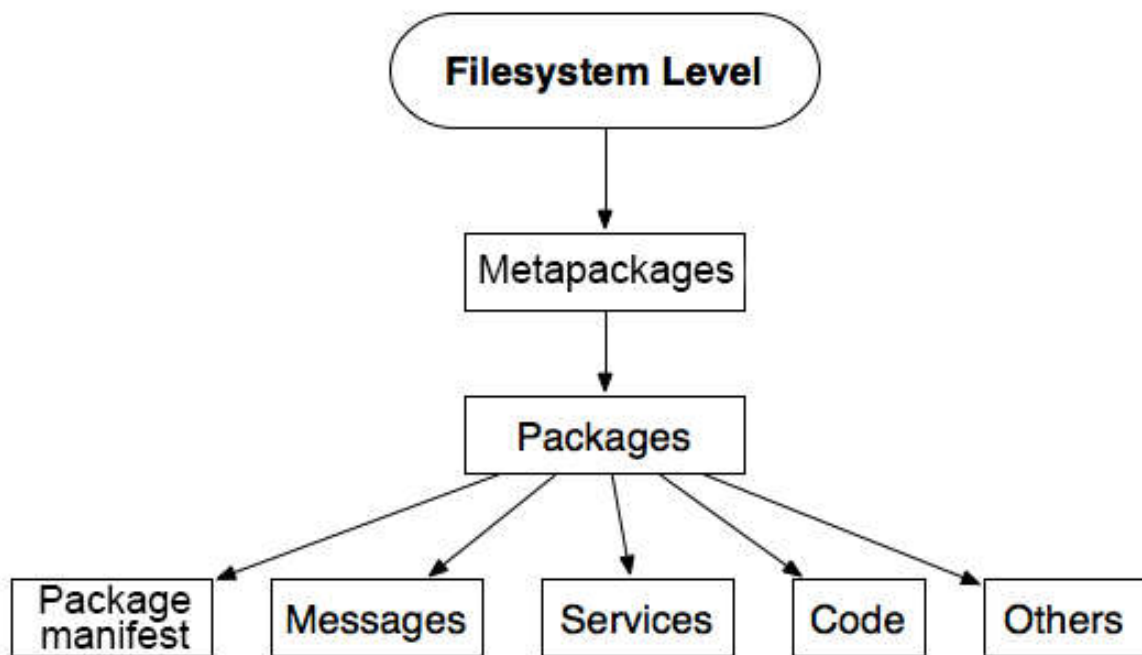 Filesystem Level
Metapackages
Packages
Package
manifest
Messages
Services
Code
Others